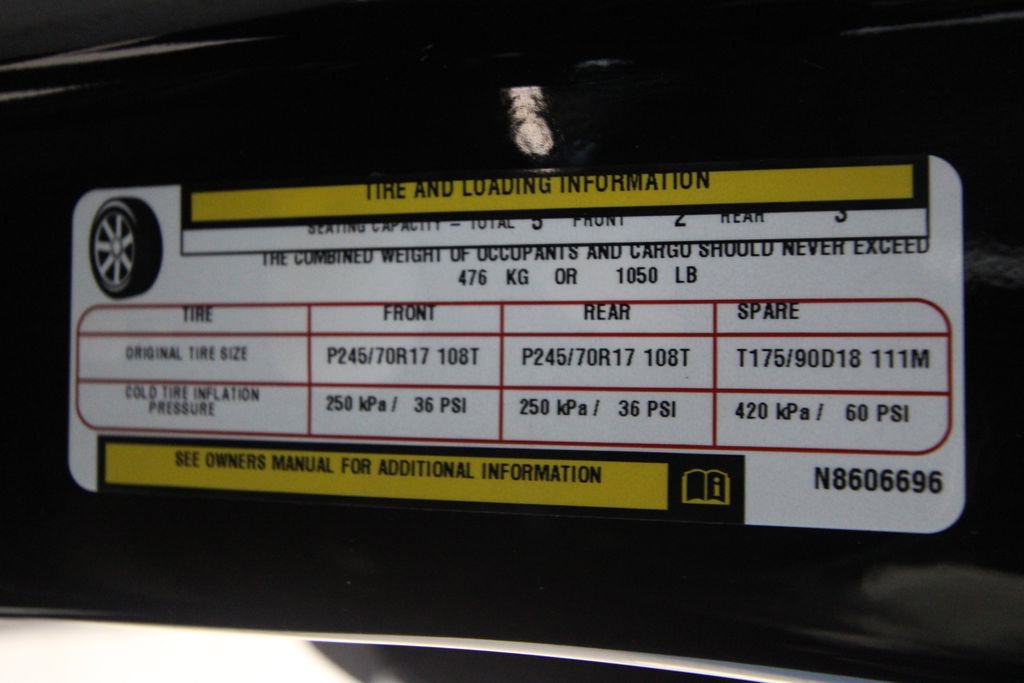 TIRE AND LOADING INFORMATION
SEATING CAPACITY – TOTAL 5 FRONT 2 REAR 3
THE COMBINED WEIGHT OF OCCUPANTS AND CARGO SHOULD NEVER EXCEED
476 KG OR 1050 LB
TIRE FRONT REAR SPARE
ORIGINAL TIRE SIZE P245/70R17 108T P245/70R17 108T T175/90D18 111M
COLD TIRE INFLATION
PRESSURE 250 kPa / 36 PSI 250 kPa / 36 PSI 420 kPa / 60 PSI
SEE OWNERS MANUAL FOR ADDITIONAL INFORMATION
N8606696